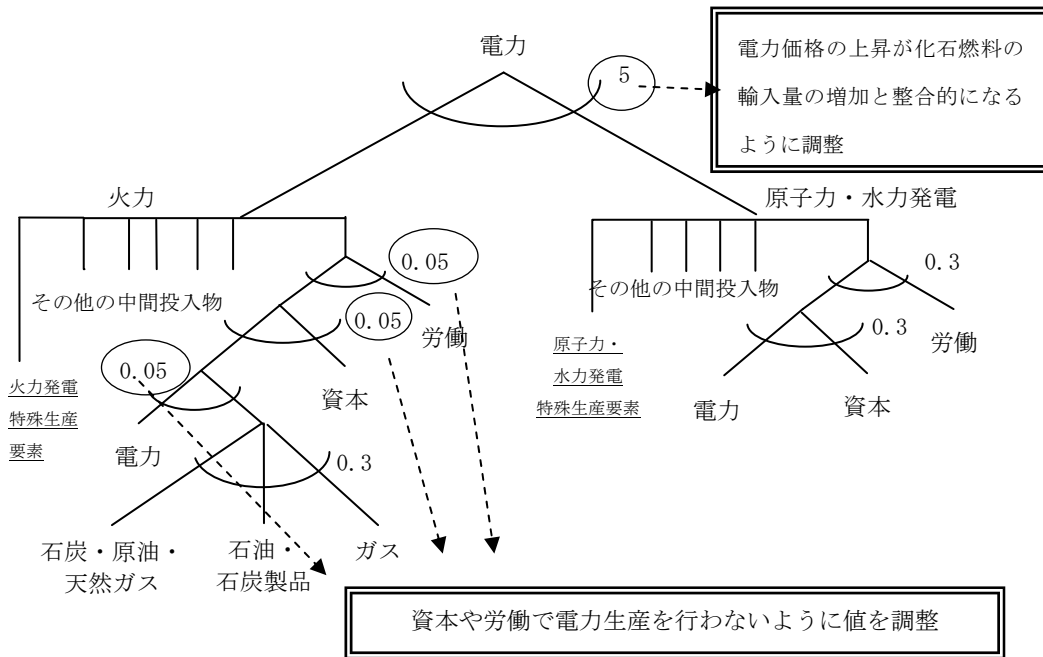 電力
5
電力価格の上昇が化石燃料の
輸入量の増加と整合的になる
ように調整
火力
原子力・水力発電
0.05
0.3
その他の中間投入物
その他の中間投入物
0.05
労働
0.3
労働
0.05
資本
原子力・
水力発電
特殊生産要素
電力
資本
火力発電
特殊生産
要素
電力
0.3
石炭・原油・
天然ガス
石油・
石炭製品
ガス
資本や労働で電力生産を行わないように値を調整